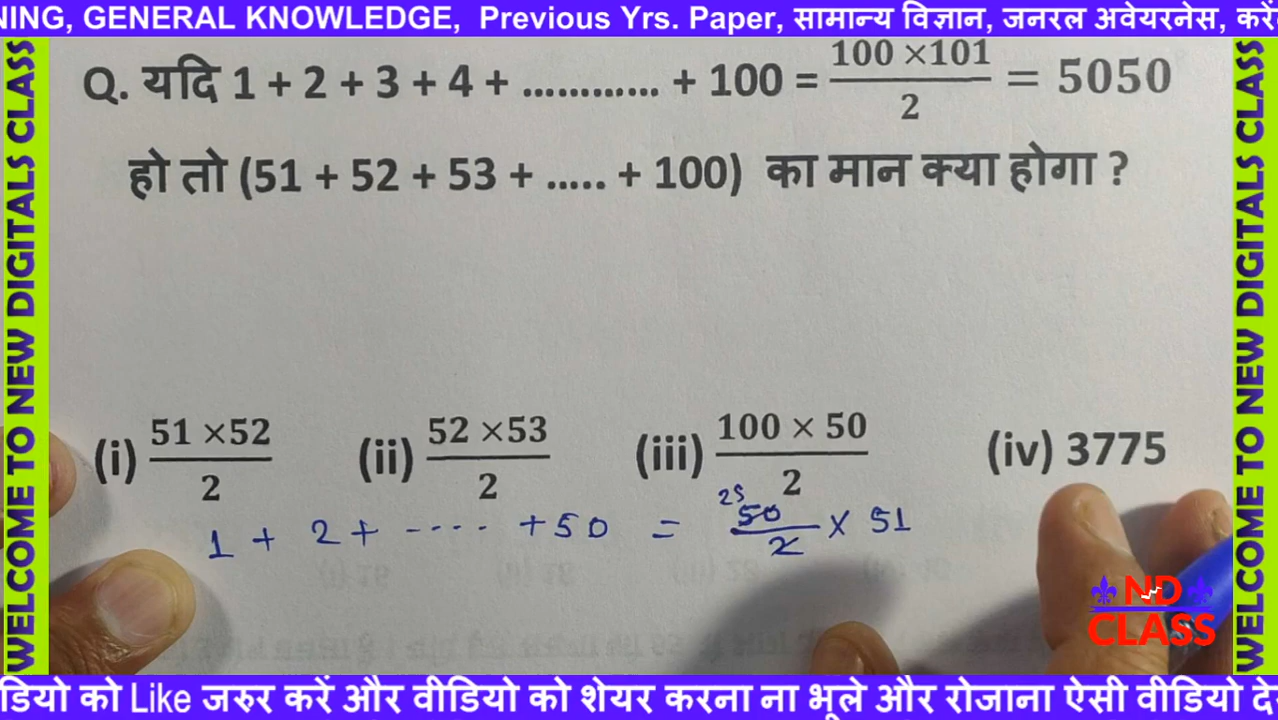 NING, GENERAL KNOWLEDGE, Previous Yrs. Paper, सामान्य विज्ञान, जनरल अवेयरनेस, करें
WELCOME TO NEW DIGITALS CLASS
Q. यदि 1 + 2 + 3 + 4 + ............ + 100 = 100 ×101 / 2 = 5050
हो तो (51 + 52 + 53 + ..... + 100) का मान क्या होगा ?
(i) 51 ×52 / 2 (ii) 52 ×53 / 2 (iii) 100 × 50 / 2 (iv) 3775
1 + 2 + ---- + 50 = 25 50 / 2 × 51
ND
CLASS
WELCOME TO NEW DIGITALS CLASS
डियो को Like जरुर करें और वीडियो को शेयर करना ना भूले और रोजाना ऐसी वीडियो दे